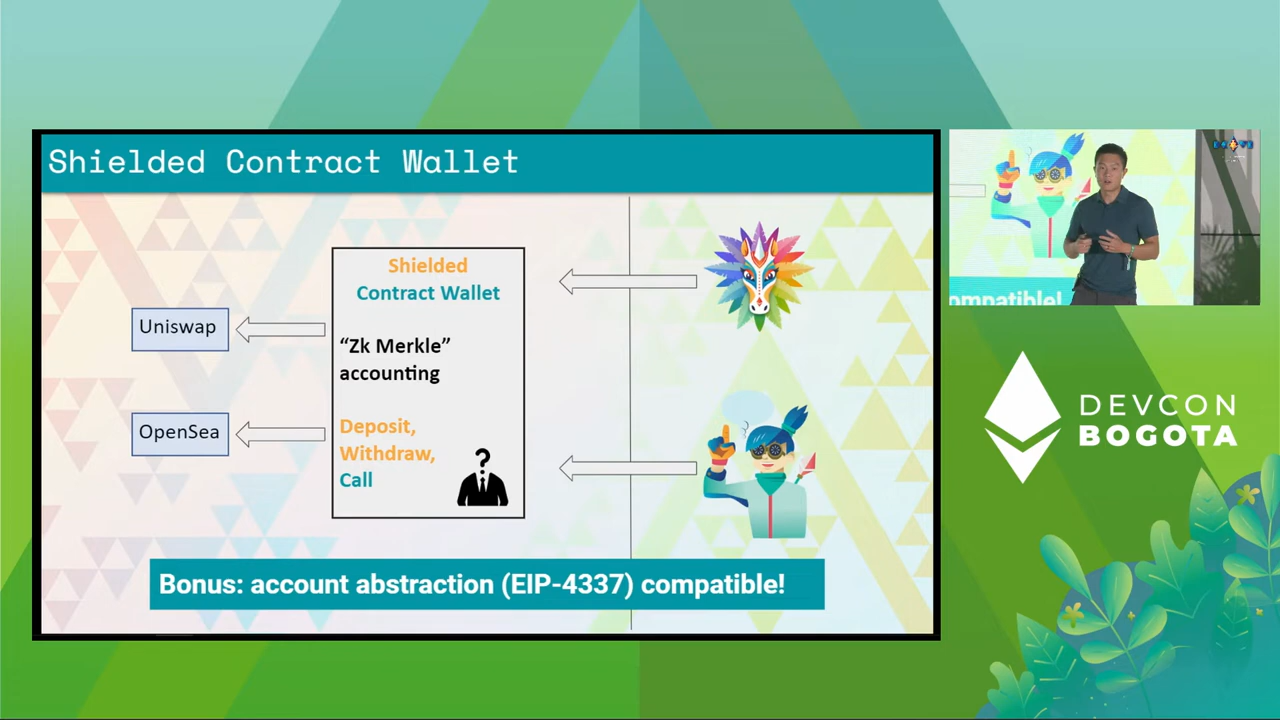 Shielded Contract Wallet
Shielded
Contract Wallet
“Zk Merkle”
accounting
Deposit,
Withdraw,
Call
?
Uniswap
OpenSea
Bonus: account abstraction (EIP-4337) compatible!
ompatible!
DEVCON
BOGOTA